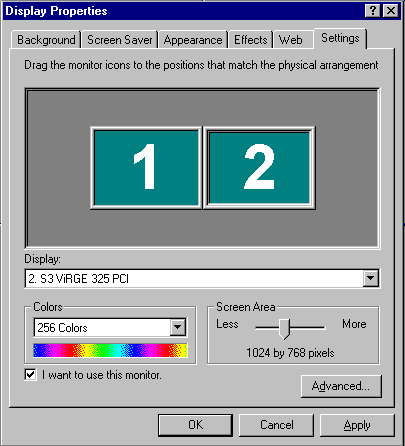 Display Properties
Background Screen Saver Appearance Effects Web Settings
Drag the monitor icons to the positions that match the physical arrangement
1 2
Display:
2. S3 ViRGE 325 PCI
Colors
256 Colors
Screen Area
Less More
1024 by 768 pixels
I want to use this monitor.
Advanced...
OK Cancel Apply